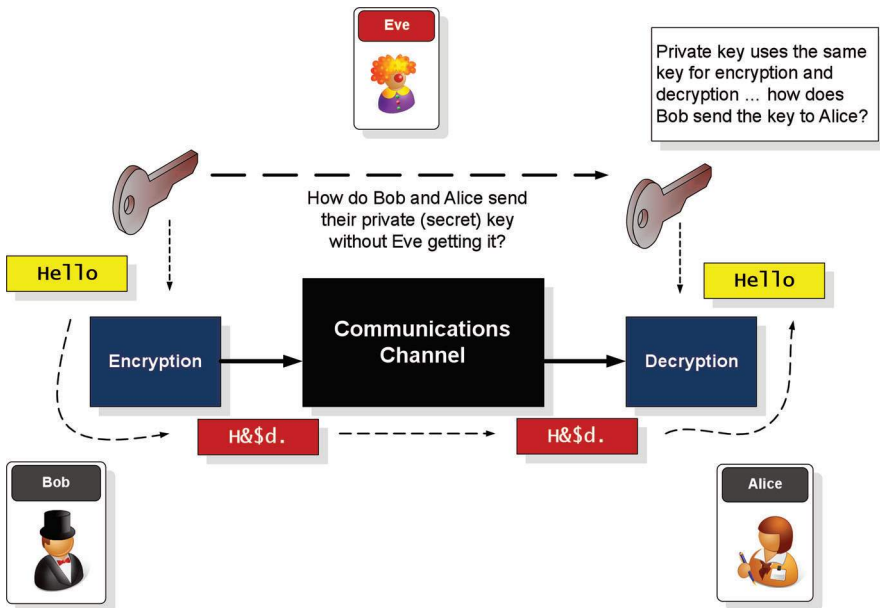 Eve
Private key uses the same
key for encryption and
decryption ... how does
Bob send the key to Alice?
How do Bob and Alice send
their private (secret) key
without Eve getting it?
Hello
Hello
Encryption
Communications
Channel
Decryption
H&$d.
H&$d.
Bob
Alice